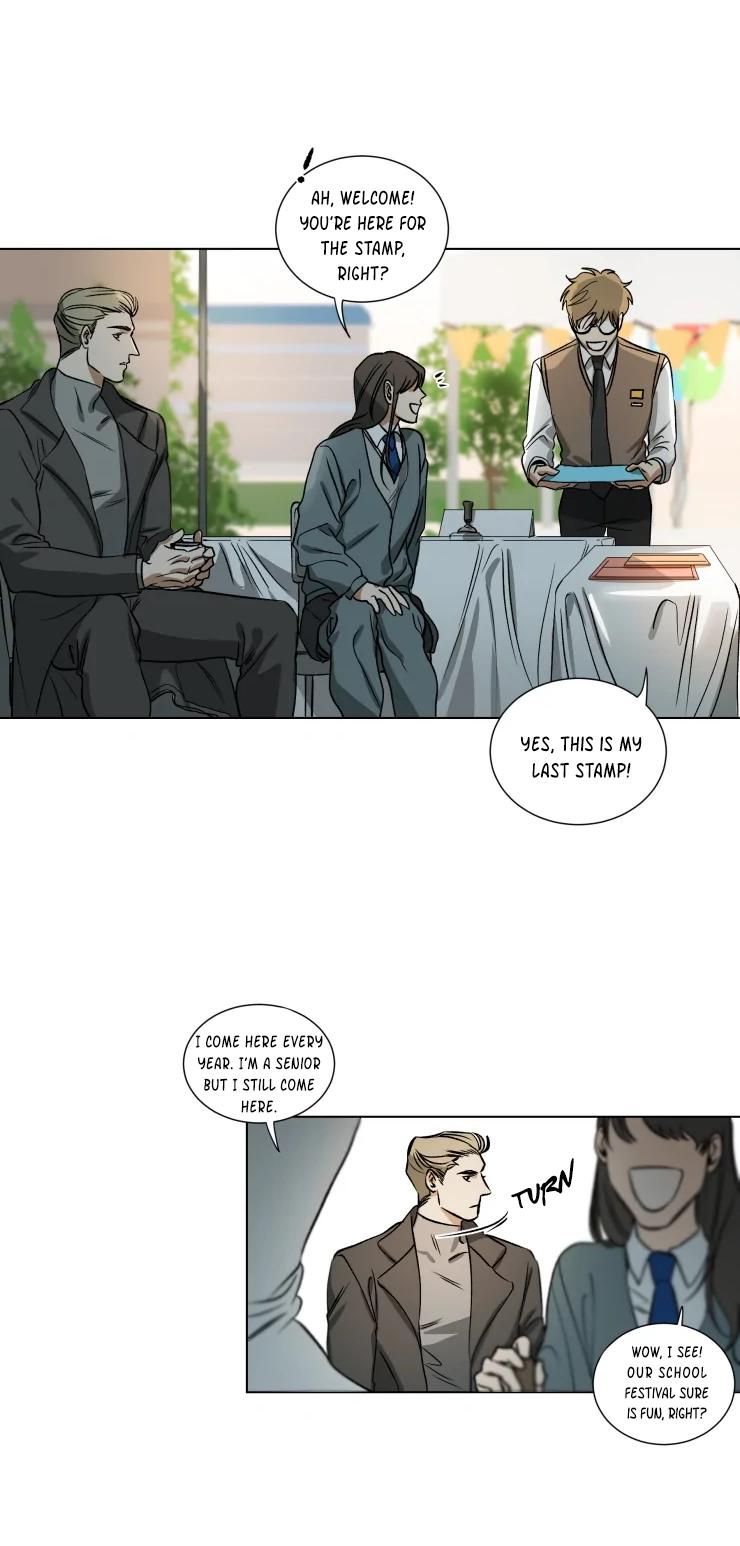 !
AH, WELCOME!
YOU'RE HERE FOR
THE STAMP,
RIGHT?
YES, THIS IS MY
LAST STAMP!
I COME HERE EVERY
YEAR. I'M A SENIOR
BUT I STILL COME
HERE.
TURN
WOW, I SEE!
OUR SCHOOL
FESTIVAL SURE
IS FUN, RIGHT?